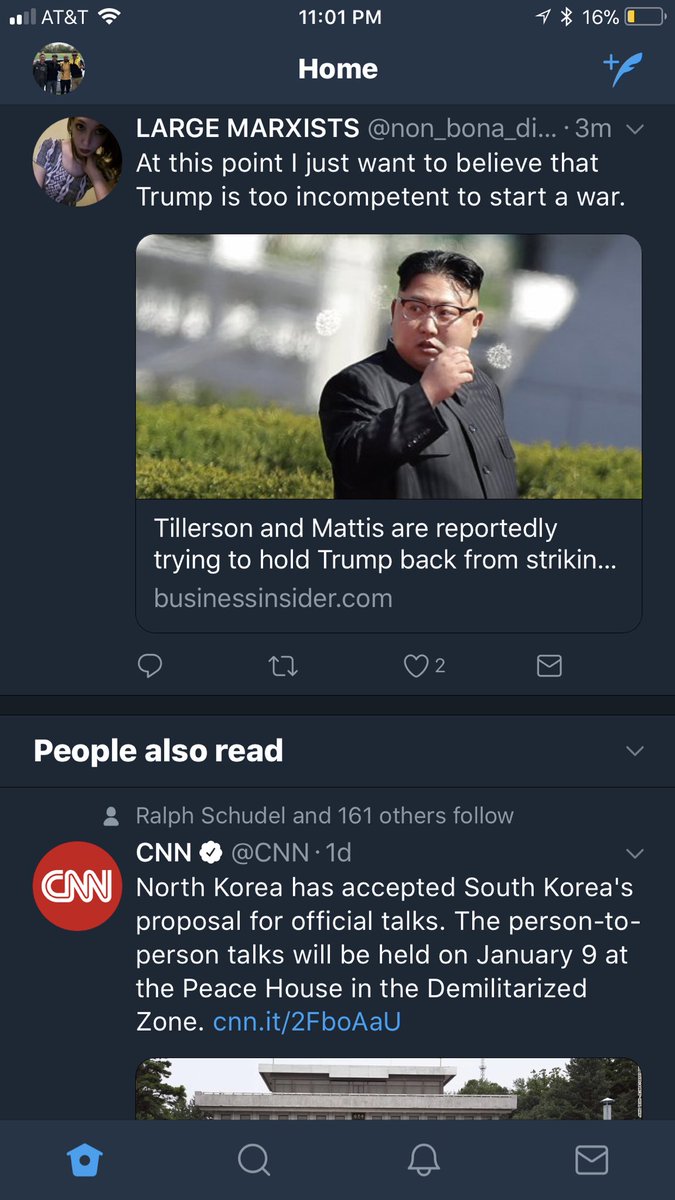 AT&T 11:01 PM 16%
Home
LARGE MARXISTS @non_bona_di... · 3m
At this point I just want to believe that
Trump is too incompetent to start a war.
Tillerson and Mattis are reportedly
trying to hold Trump back from strikin...
businessinsider.com
2
People also read
Ralph Schudel and 161 others follow
CNN @CNN · 1d
CNN
North Korea has accepted South Korea's
proposal for official talks. The person-to-
person talks will be held on January 9 at
the Peace House in the Demilitarized
Zone. cnn.it/2FboAaU